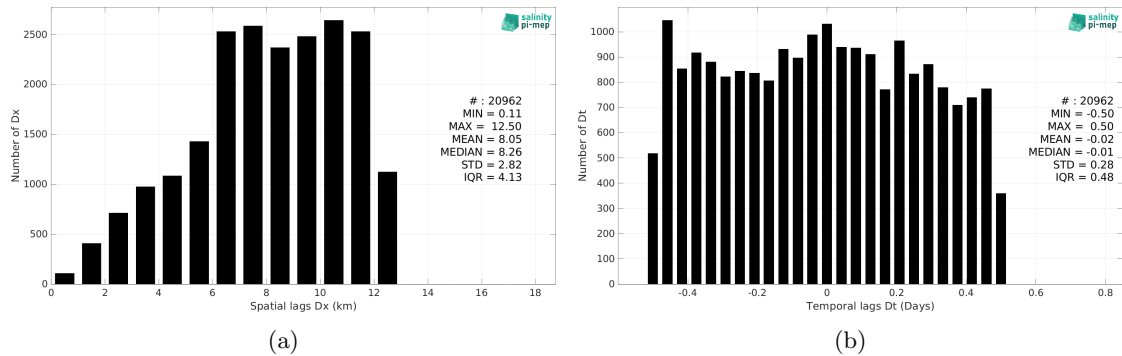 salinity
pi-mep
2500
2000
1500
1000
500
0
Number of Dx
# : 20962
MIN = 0.11
MAX = 12.50
MEAN = 8.05
MEDIAN = 8.26
STD = 2.82
IQR = 4.13
0 2 4 6 8 10 12 14 16 18
Spatial lags Dx (km)
(a)
salinity
pi-mep
1000
900
800
700
600
500
400
300
200
100
0
Number of Dt
# : 20962
MIN = -0.50
MAX = 0.50
MEAN = -0.02
MEDIAN = -0.01
STD = 0.28
IQR = 0.48
-0.4 -0.2 0 0.2 0.4 0.6 0.8
Temporal lags Dt (Days)
(b)